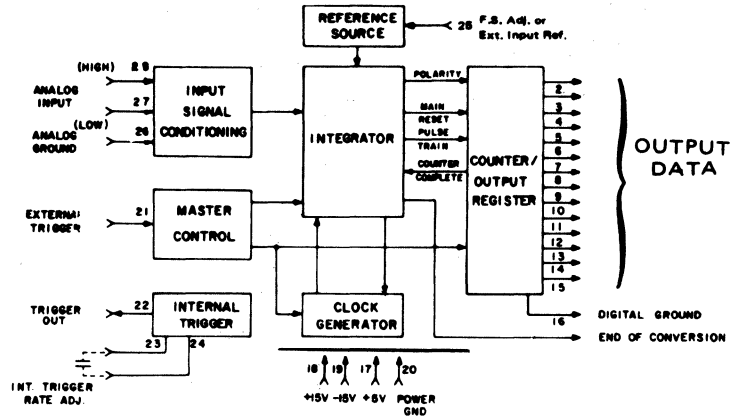 REFERENCE
SOURCE
25 F.S. Adj. or
Ext. Input Ref.
(HIGH) 29
ANALOG
INPUT
27
(LOW)
ANALOG
GROUND
26
INPUT
SIGNAL
CONDITIONING
INTEGRATOR
POLARITY
MAIN
RESET
PULSE
TRAIN
COUNTER
COMPLETE
COUNTER/
OUTPUT
REGISTER
2
3
4
5
6
7
8
9
10
11
12
13
14
15
OUTPUT
DATA
EXTERNAL
TRIGGER
21
MASTER
CONTROL
TRIGGER
OUT
22
INTERNAL
TRIGGER
CLOCK
GENERATOR
16
DIGITAL GROUND
END OF CONVERSION
23
24
INT. TRIGGER
RATE ADJ.
18 19 17 20
+15V -15V +5V POWER
GND